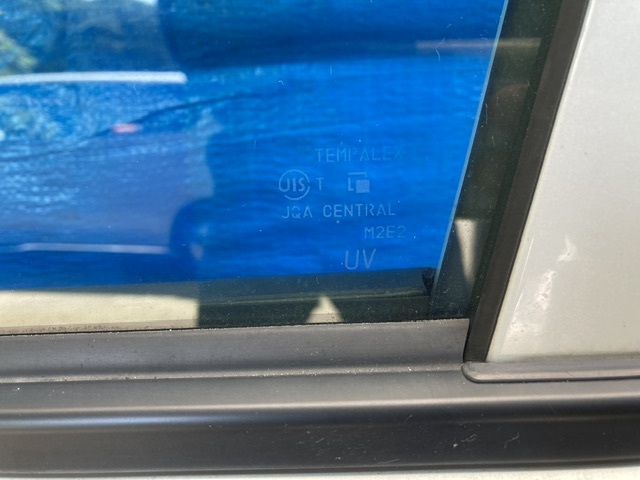 TEMPALEX
JIS T
JQA CENTRAL
M2E2
UV